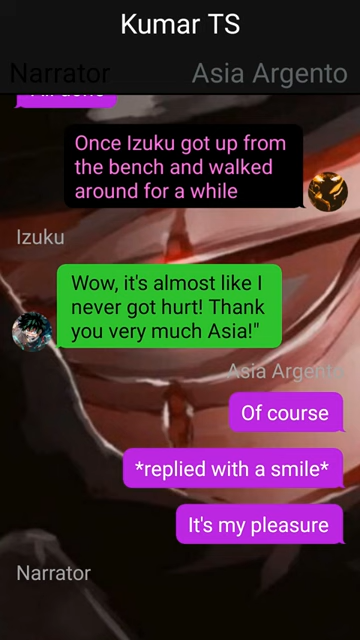 Kumar TS
Narrator
Asia Argento
Once Izuku got up from
the bench and walked
around for a while
Izuku
Wow, it's almost like I
never got hurt! Thank
you very much Asia!"
Asia Argento
Of course
*replied with a smile*
It's my pleasure
Narrator